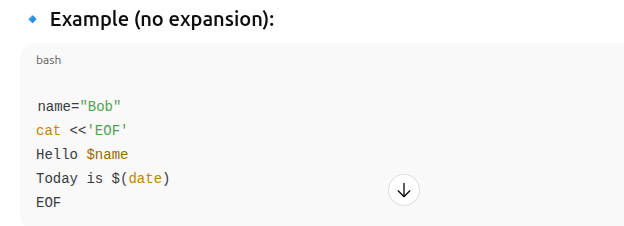 Example (no expansion):
bash
name="Bob"
cat <<'EOF'
Hello $name
Today is $(date)
EOF